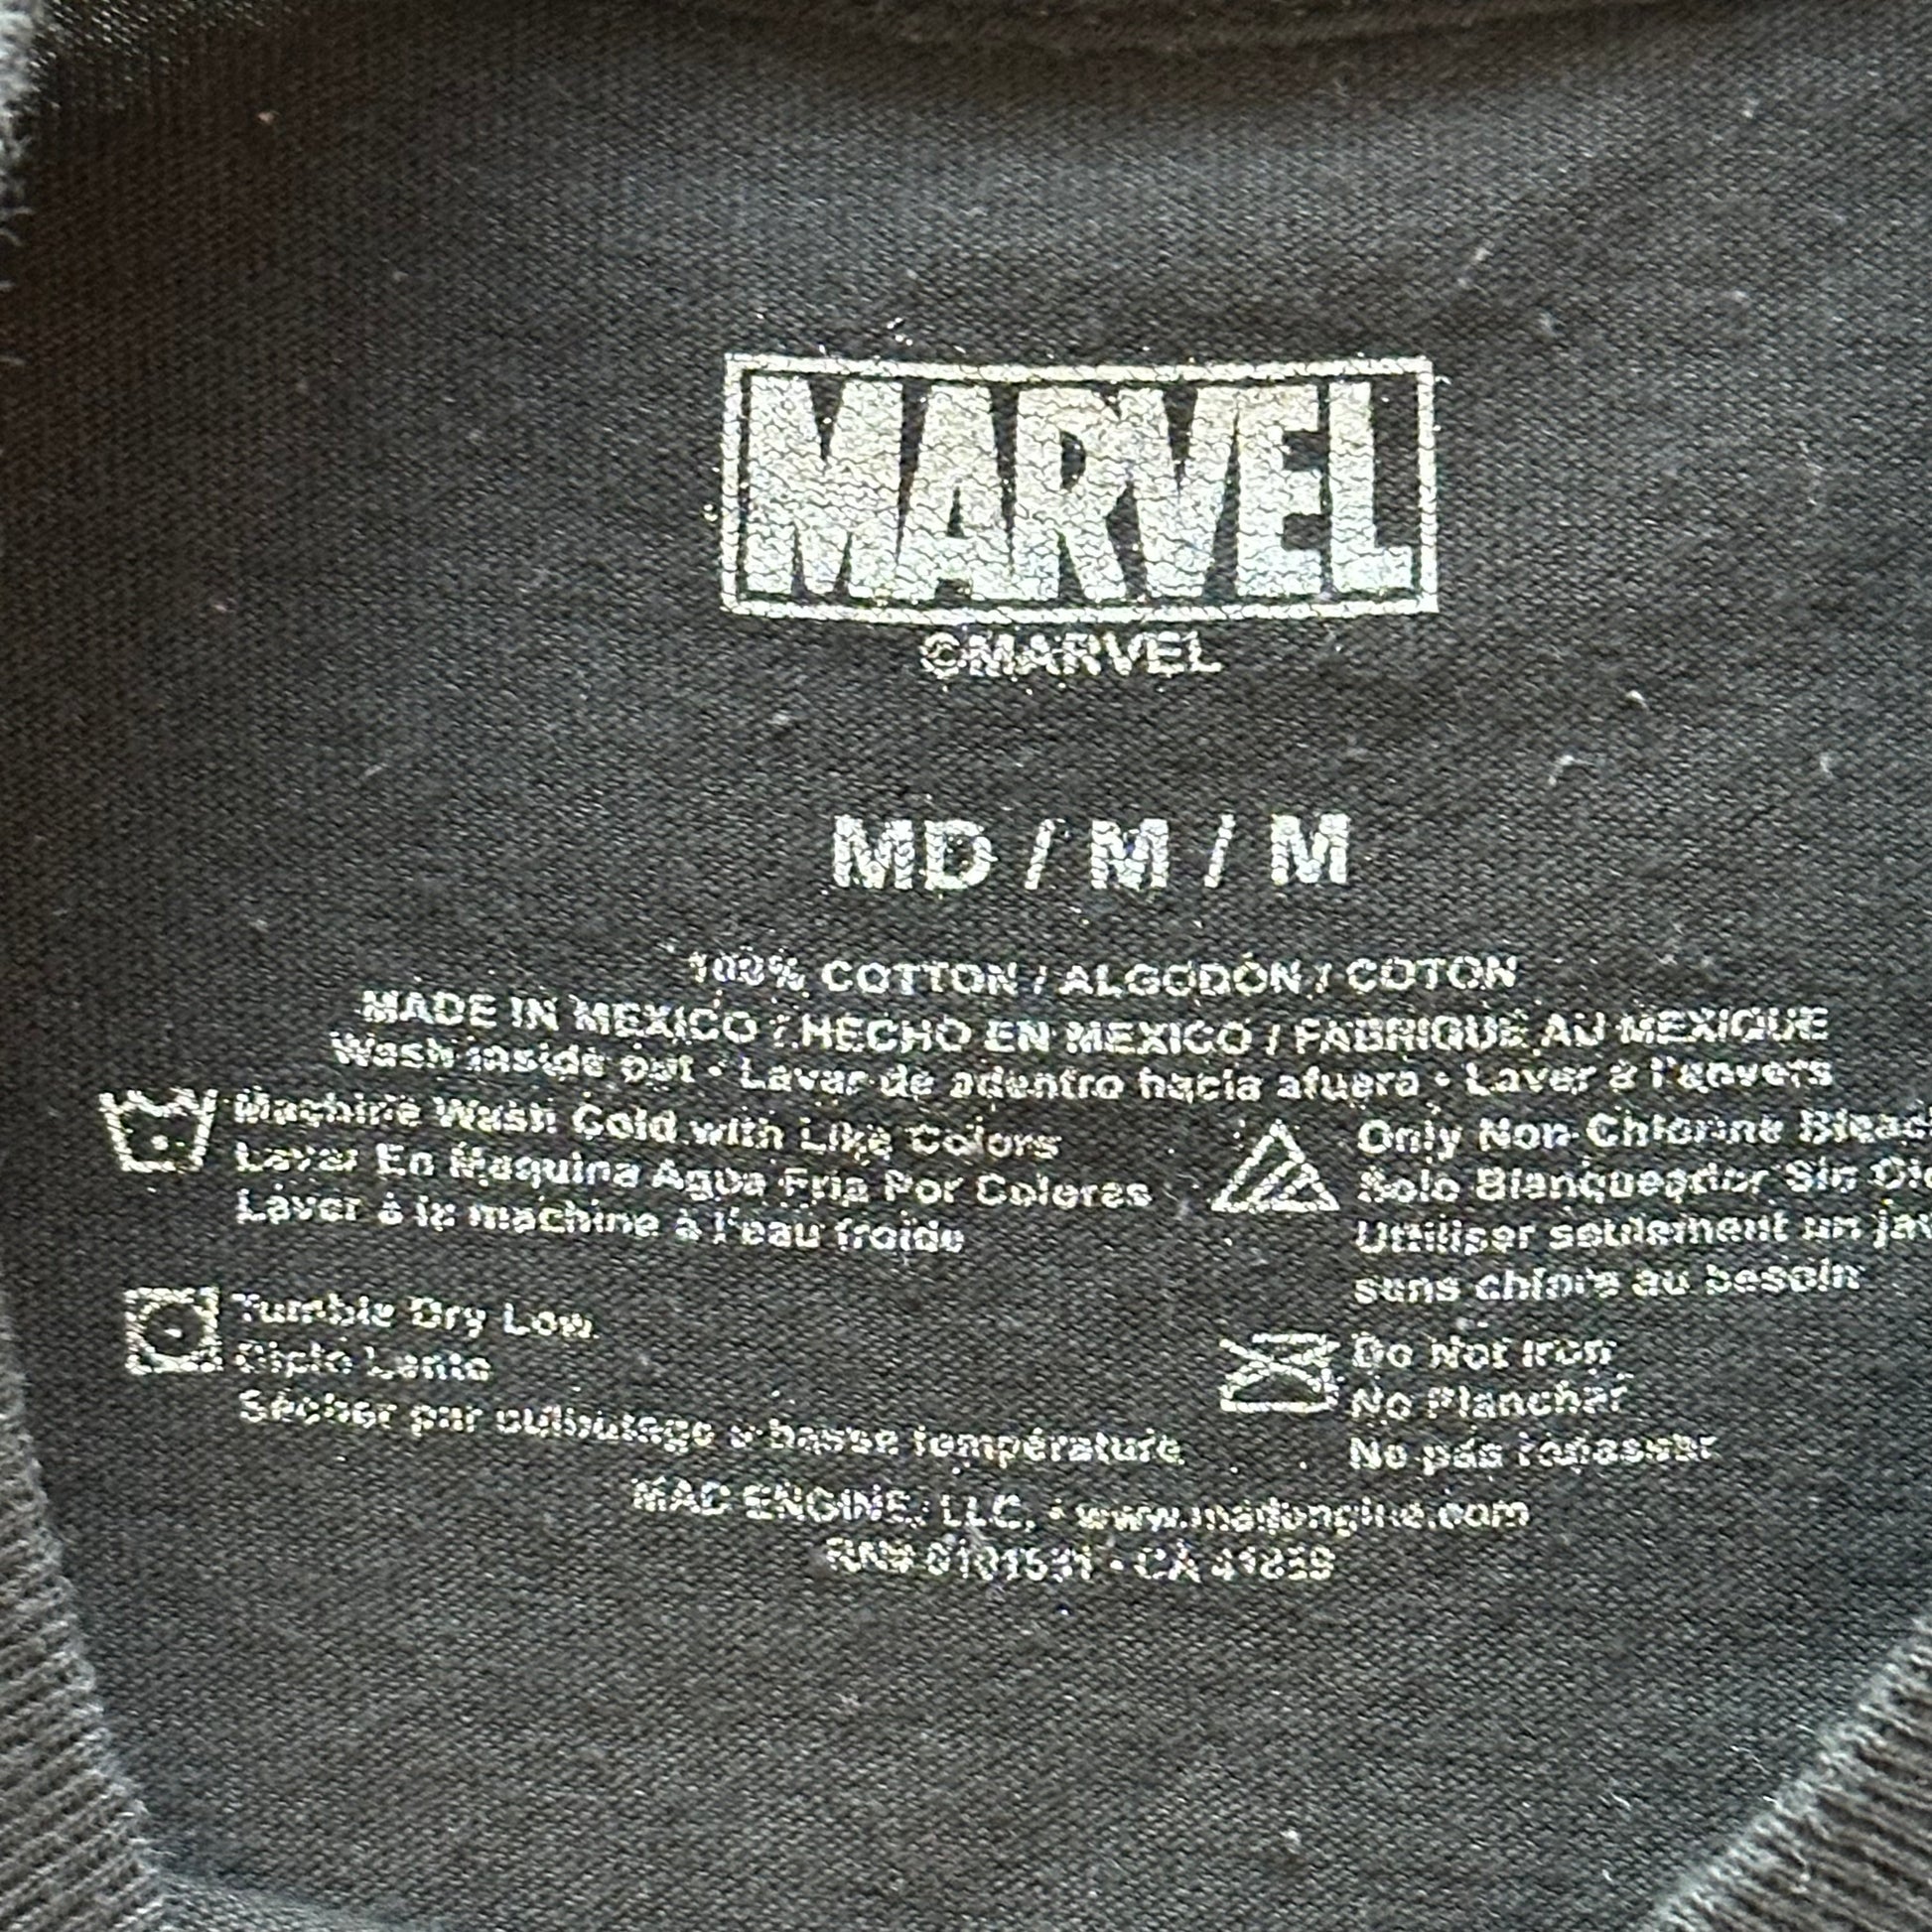 MARVEL
©MARVEL
MD / M / M
100% COTTON / ALGODÓN / COTON
MADE IN MEXICO / HECHO EN MEXICO / FABRIQUÉ AU MEXIQUE
Wash inside out • Lavar de adentro hacia afuera • Laver à l'envers
Machine Wash Cold with Like Colors
Lavar En Maquina Agua Fria Por Colores
Laver à la machine à l'eau froide
Only Non-Chlorine Bleac
Solo Blanqueador Sin Cl
Utiliser seulement un jav
sans chlore au besoin
Tumble Dry Low
Ciclo Lento
Sécher par culbutage à basse température
Do Not Iron
No Planchar
Ne pas repasser
MAD ENGINE, LLC. • www.madengine.com
RN# 0101531 • CA 41839